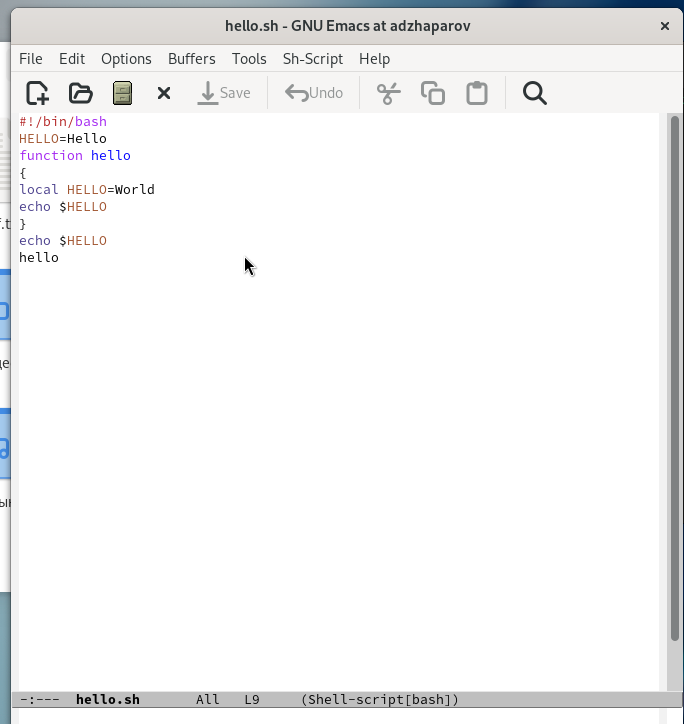 hello.sh - GNU Emacs at adzhaparov
File Edit Options Buffers Tools Sh-Script Help
Save Undo
#!/bin/bash
HELLO=Hello
function hello
{
local HELLO=World
echo $HELLO
}
echo $HELLO
hello
-:--- hello.sh All L9 (Shell-script[bash])